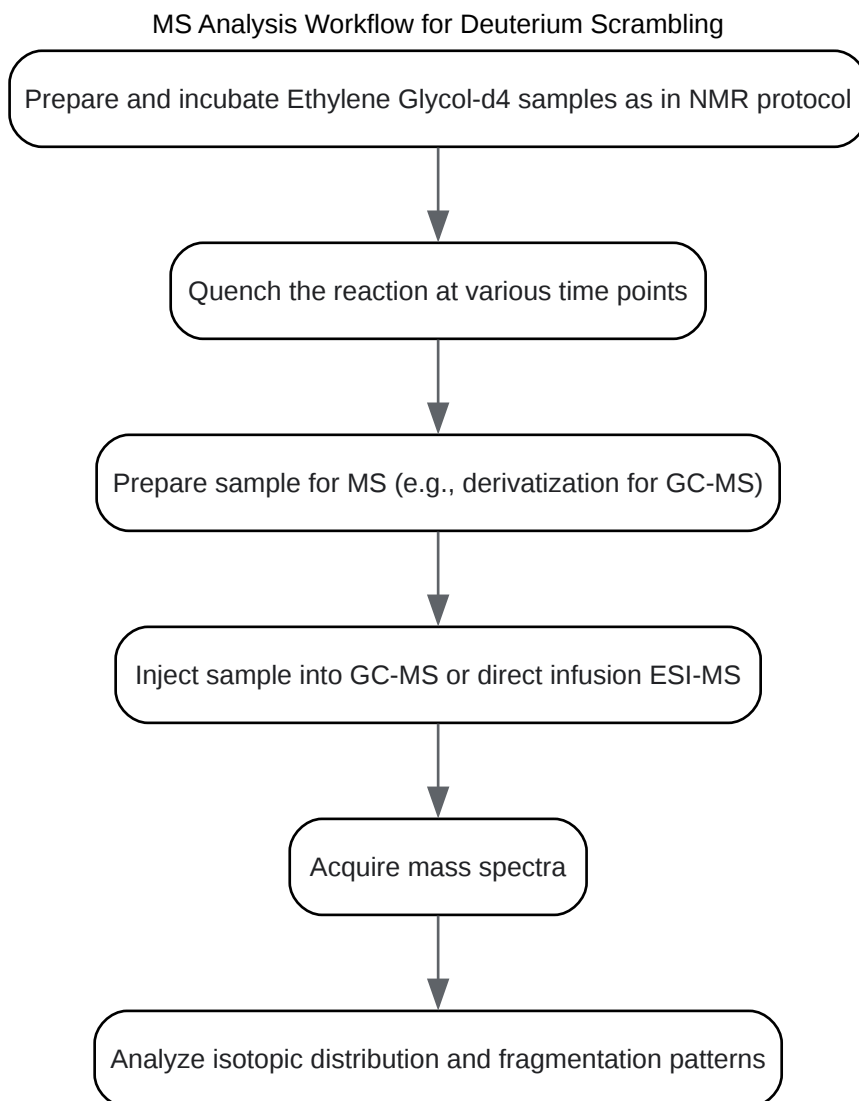 MS Analysis Workflow for Deuterium Scrambling
Prepare and incubate Ethylene Glycol-d4 samples as in NMR protocol
Quench the reaction at various time points
Prepare sample for MS (e.g., derivatization for GC-MS)
Inject sample into GC-MS or direct infusion ESI-MS
Acquire mass spectra
Analyze isotopic distribution and fragmentation patterns